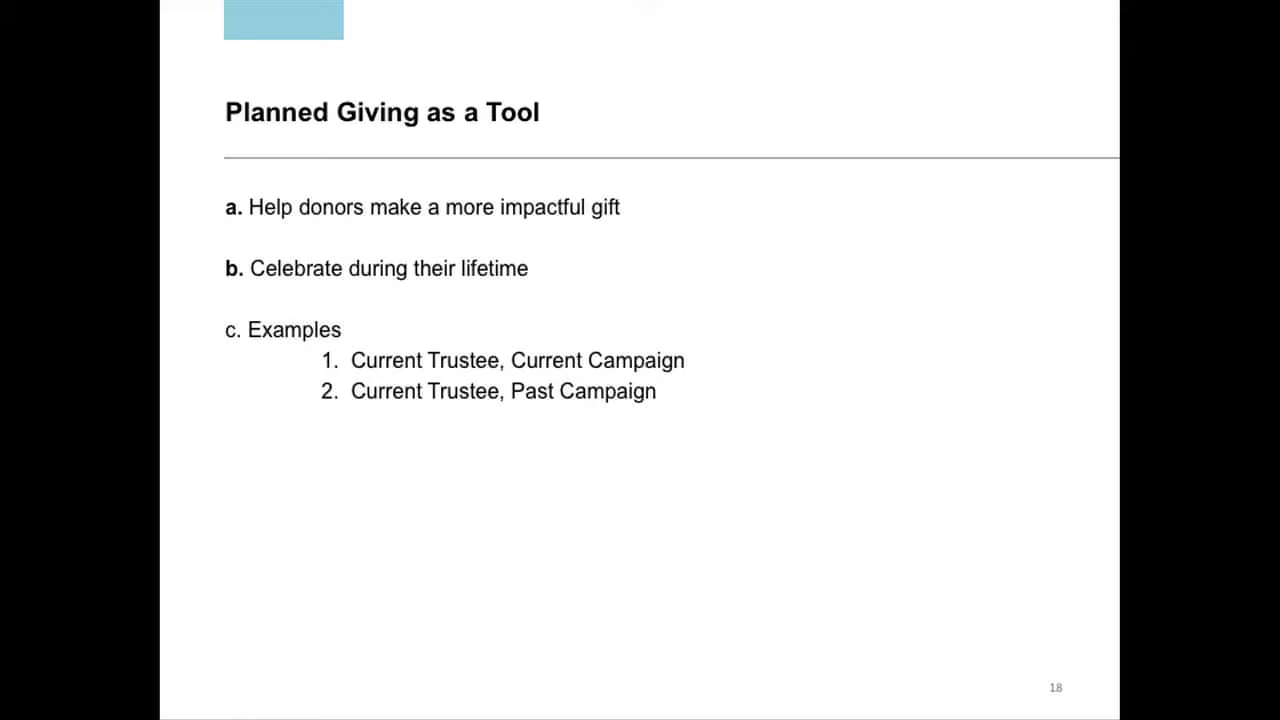 Planned Giving as a Tool
a. Help donors make a more impactful gift
b. Celebrate during their lifetime
c. Examples
1. Current Trustee, Current Campaign
2. Current Trustee, Past Campaign
18